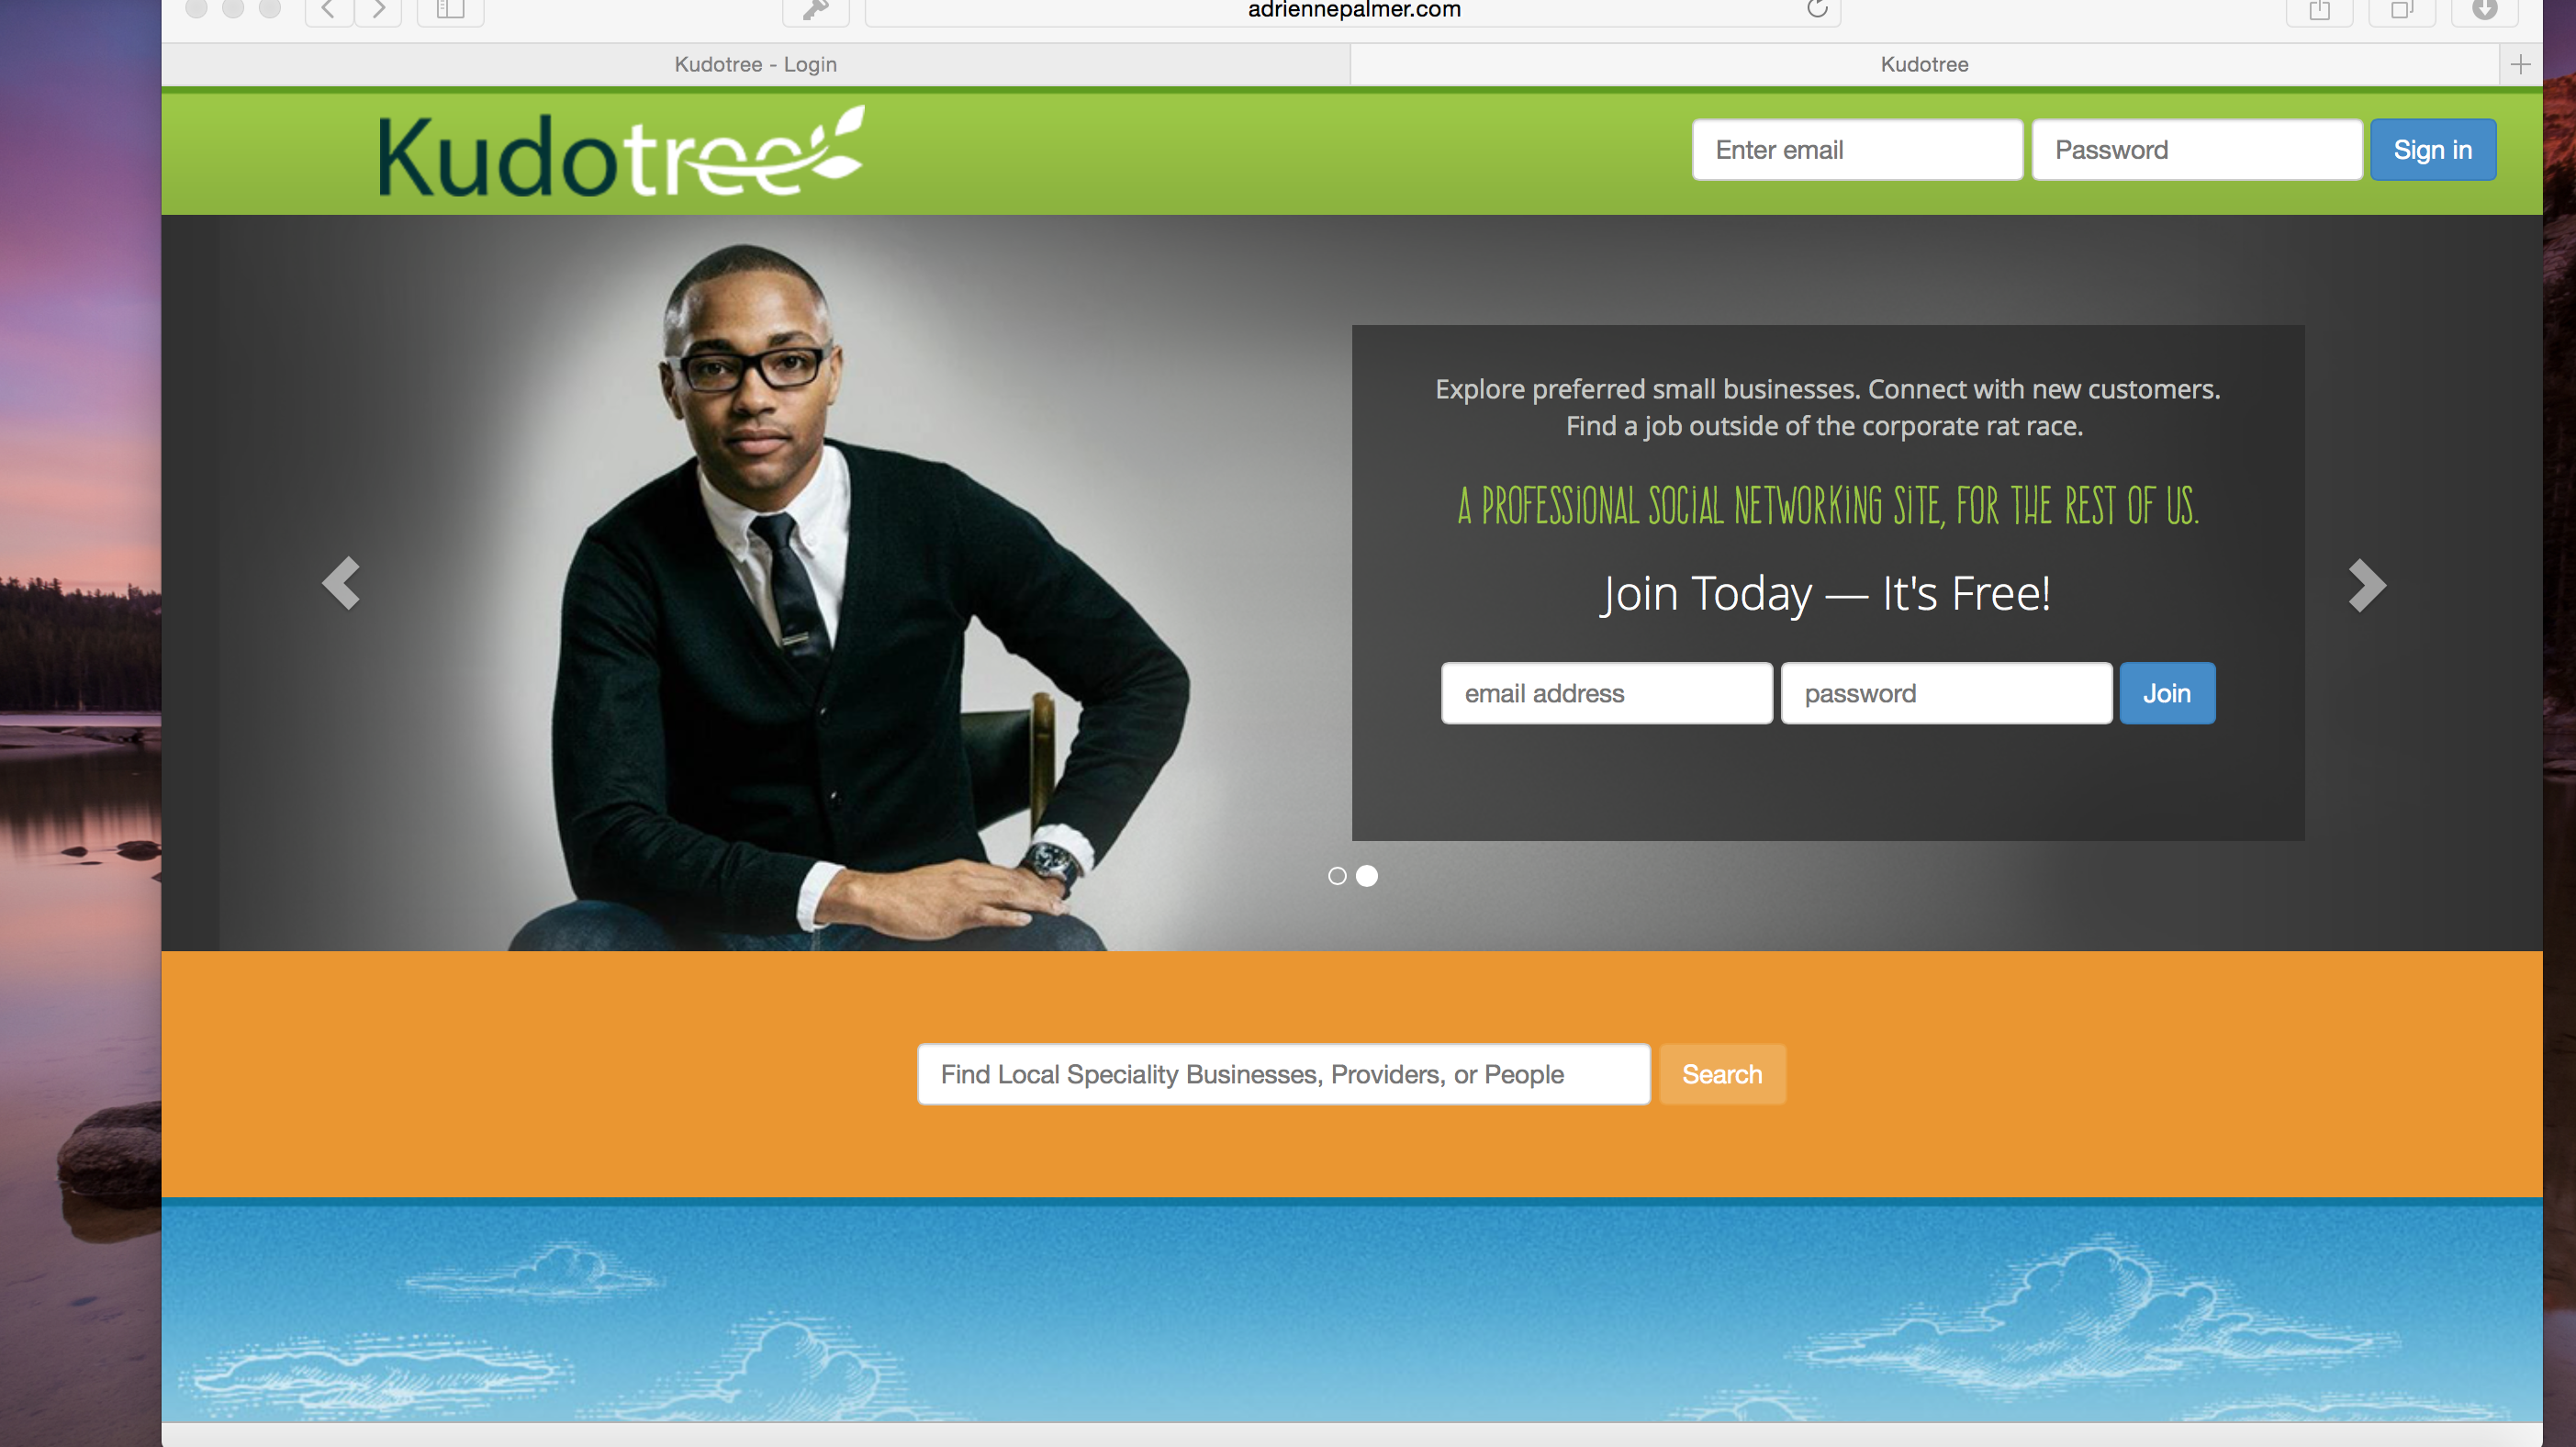 adriennepalmer.com
Kudotree - Login
Kudotree
Kudotree
Enter email
Password
Sign in
Explore preferred small businesses. Connect with new customers.
Find a job outside of the corporate rat race.
A PROFESSIONAL SOCIAL NETWORKING SITE, FOR THE REST OF US.
Join Today — It's Free!
email address
password
Join
Find Local Speciality Businesses, Providers, or People
Search